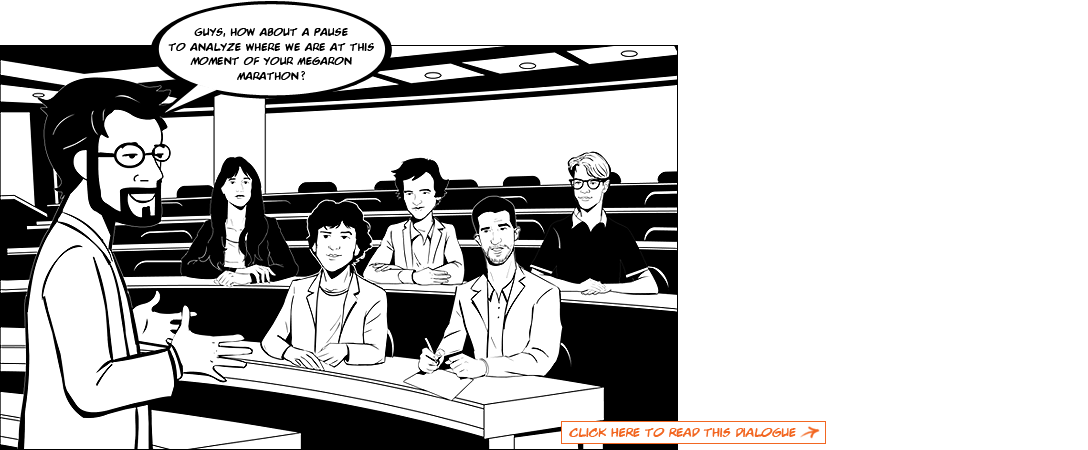 GUYS, HOW ABOUT A PAUSE
TO ANALYZE WHERE WE ARE AT THIS
MOMENT OF YOUR MEGARON
MARATHON?
CLICK HERE TO READ THIS DIALOGUE